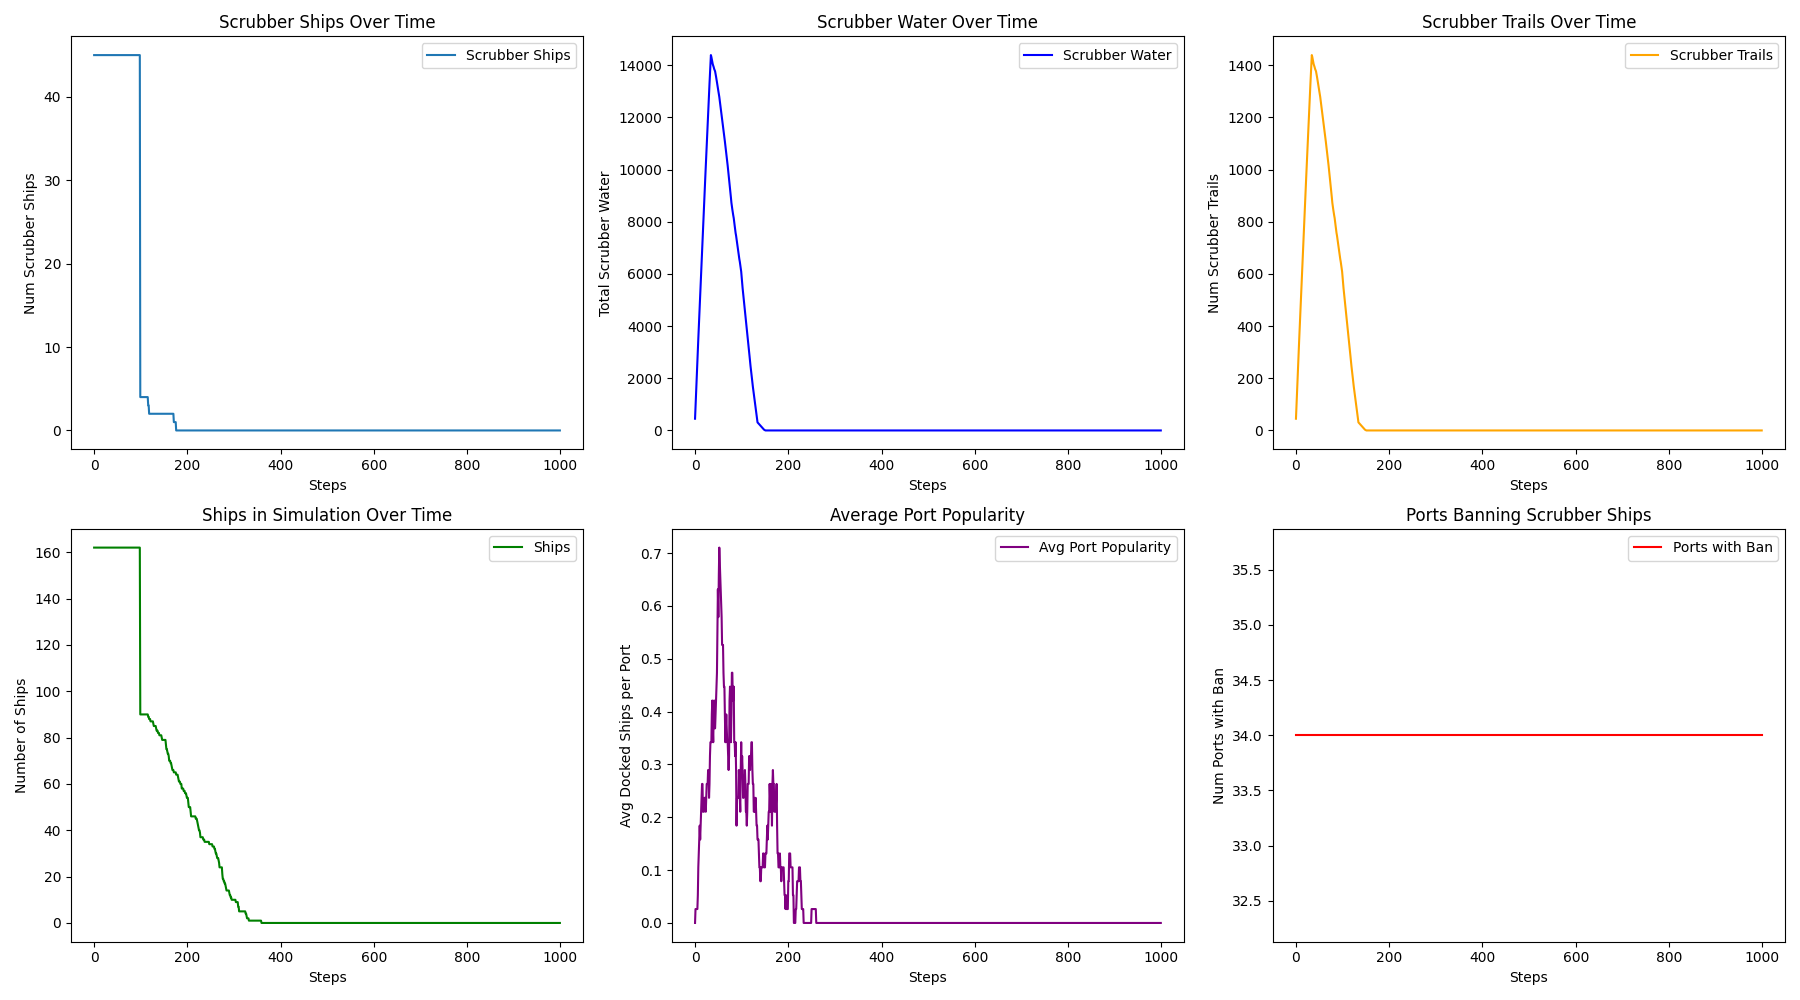 Scrubber Ships Over Time
Scrubber Ships
Num Scrubber Ships
40
30
20
10
0
0 200 400 600 800 1000
Steps
Scrubber Water Over Time
Scrubber Water
Total Scrubber Water
14000
12000
10000
8000
6000
4000
2000
0
0 200 400 600 800 1000
Steps
Scrubber Trails Over Time
Scrubber Trails
Num Scrubber Trails
1400
1200
1000
800
600
400
200
0
0 200 400 600 800 1000
Steps
Ships in Simulation Over Time
Ships
Number of Ships
160
140
120
100
80
60
40
20
0
0 200 400 600 800 1000
Steps
Average Port Popularity
Avg Port Popularity
Avg Docked Ships per Port
0.7
0.6
0.5
0.4
0.3
0.2
0.1
0.0
0 200 400 600 800 1000
Steps
Ports Banning Scrubber Ships
Ports with Ban
Num Ports with Ban
35.5
35.0
34.5
34.0
33.5
33.0
32.5
0 200 400 600 800 1000
Steps